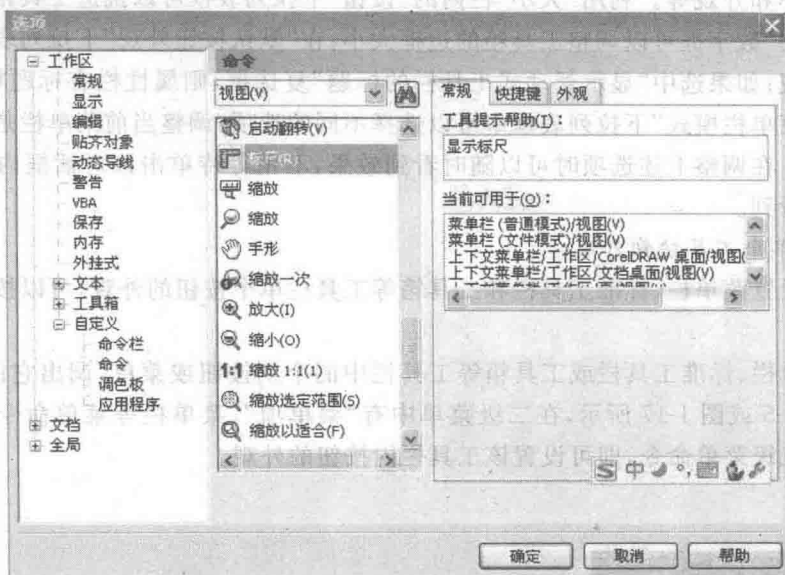 选项
工作区
常规
显示
编辑
贴齐对象
动态导线
警告
VBA
保存
内存
外挂式
文本
工具箱
自定义
命令栏
命令
调色板
应用程序
文档
全局
命令
视图(V)
启动翻转(V)
标尺(R)
缩放
缩放
手形
缩放一次
放大(I)
缩小(O)
1:1 缩放 1:1(1)
缩放选定范围(S)
缩放以适合(F)
常规 快捷键 外观
工具提示帮助(T)：
显示标尺
当前可用于(O)：
菜单栏 (普通模式)/视图(V)
菜单栏 (文件模式)/视图(V)
上下文菜单栏/工作区/CorelDRAW 桌面/视图(
上下文菜单栏/工作区/文档桌面/视图(V)
S 中
确定 取消 帮助